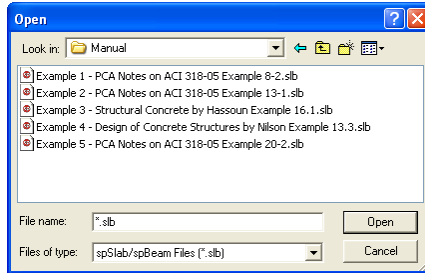 Open
Look in: Manual
Example 1 - PCA Notes on ACI 318-05 Example 8-2.slb
Example 2 - PCA Notes on ACI 318-05 Example 13-1.slb
Example 3 - Structural Concrete by Hassoun Example 16.1.slb
Example 4 - Design of Concrete Structures by Nilson Example 13.3.slb
Example 5 - PCA Notes on ACI 318-05 Example 20-2.slb
File name: *.slb Open
Files of type: spSlab/spBeam Files (*.slb) Cancel